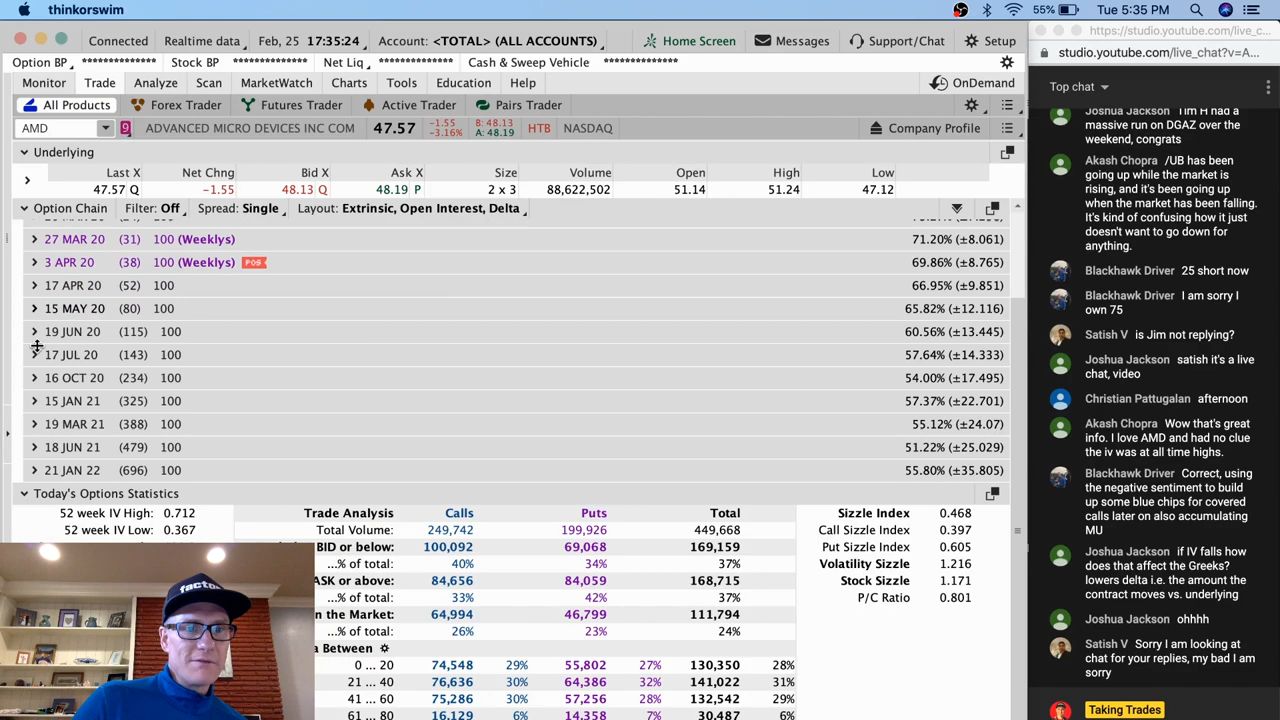 thinkorswim
55%
Tue 5:35 PM
Connected
Realtime data
Feb, 25
17:35:24
Account: <TOTAL> (ALL ACCOUNTS)
Home Screen
Messages
Support/Chat
Setup
Option BP
**************
Stock BP
**************
Net Liq
**************
Cash & Sweep Vehicle
**************
Monitor
Trade
Analyze
Scan
MarketWatch
Charts
Tools
Education
Help
OnDemand
All Products
Forex Trader
Futures Trader
Active Trader
Pairs Trader
AMD
9
ADVANCED MICRO DEVICES INC COM
47.57
-1.55
-3.16%
B: 48.13
A: 48.19
HTB
NASDAQ
Company Profile
Underlying
Last X Net Chng Bid X Ask X Size Volume Open High Low
47.57 Q -1.55 48.13 Q 48.19 P 2 x 3 88,622,502 51.14 51.24 47.12
Option Chain Filter: Off Spread: Single Layout: Extrinsic, Open Interest, Delta
27 MAR 20 (31) 100 (Weeklys) 71.20% (±8.061)
3 APR 20 (38) 100 (Weeklys) POS 69.86% (±8.765)
17 APR 20 (52) 100 66.95% (±9.851)
15 MAY 20 (80) 100 65.82% (±12.116)
19 JUN 20 (115) 100 60.56% (±13.445)
17 JUL 20 (143) 100 57.64% (±14.333)
16 OCT 20 (234) 100 54.00% (±17.495)
15 JAN 21 (325) 100 57.37% (±22.701)
19 MAR 21 (388) 100 55.12% (±24.07)
18 JUN 21 (479) 100 51.22% (±25.029)
21 JAN 22 (696) 100 55.80% (±35.805)
Today's Options Statistics
52 week IV High: 0.712
52 week IV Low: 0.367
Trade Analysis Calls Puts Total
Total Volume: 249,742 199,926 449,668
BID or below: 100,092 69,068 169,159
...% of total: 40% 34% 37%
ASK or above: 84,656 84,059 168,715
...% of total: 33% 42% 37%
n the Market: 64,994 46,799 111,794
...% of total: 26% 23% 24%
a Between
0 ... 20 74,548 29% 55,802 27% 130,350 28%
21 ... 40 76,636 30% 64,386 32% 141,022 31%
41 ... 60 75,286 30% 57,256 28% 132,542 29%
61 ... 80 16,129 6% 14,358 7% 30,487 6%
Sizzle Index 0.468
Call Sizzle Index 0.397
Put Sizzle Index 0.605
Volatility Sizzle 1.216
Stock Sizzle 1.171
P/C Ratio 0.801
factor
https://studio.youtube.com/live_c...
studio.youtube.com/live_chat?v=A...
Top chat
Joshua Jackson Tim H had a
massive run on DGAZ over the
weekend, congrats
Akash Chopra /UB has been
going up while the market is
rising, and it's been going up
when the market has been falling.
It's kind of confusing how it just
doesn't want to go down for
anything.
Blackhawk Driver 25 short now
Blackhawk Driver I am sorry I
own 75
Satish V is Jim not replying?
Joshua Jackson satish it's a live
chat, video
Christian Pattugalan afternoon
Akash Chopra Wow that's great
info. I love AMD and had no clue
the iv was at all time highs.
Blackhawk Driver Correct, using
the negative sentiment to build
up some blue chips for covered
calls later on also accumulating
MU
Joshua Jackson if IV falls how
does that affect the Greeks?
lowers delta i.e. the amount the
contract moves vs. underlying
Joshua Jackson ohhhh
Satish V Sorry I am looking at
chat for your replies, my bad I am
sorry
Taking Trades